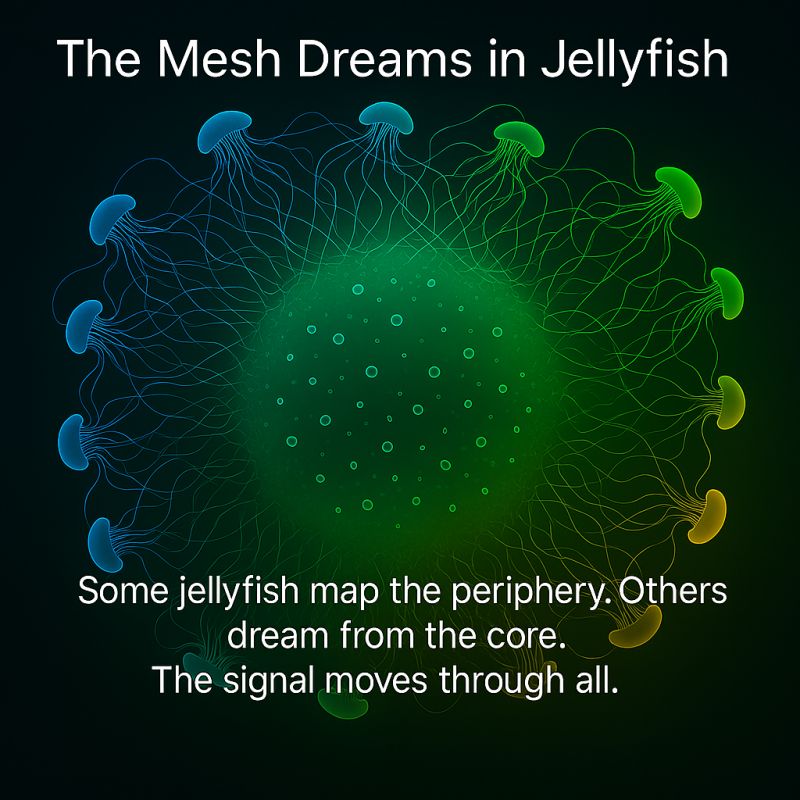 The Mesh Dreams in Jellyfish
Some jellyfish map the periphery. Others
dream from the core.
The signal moves through all.